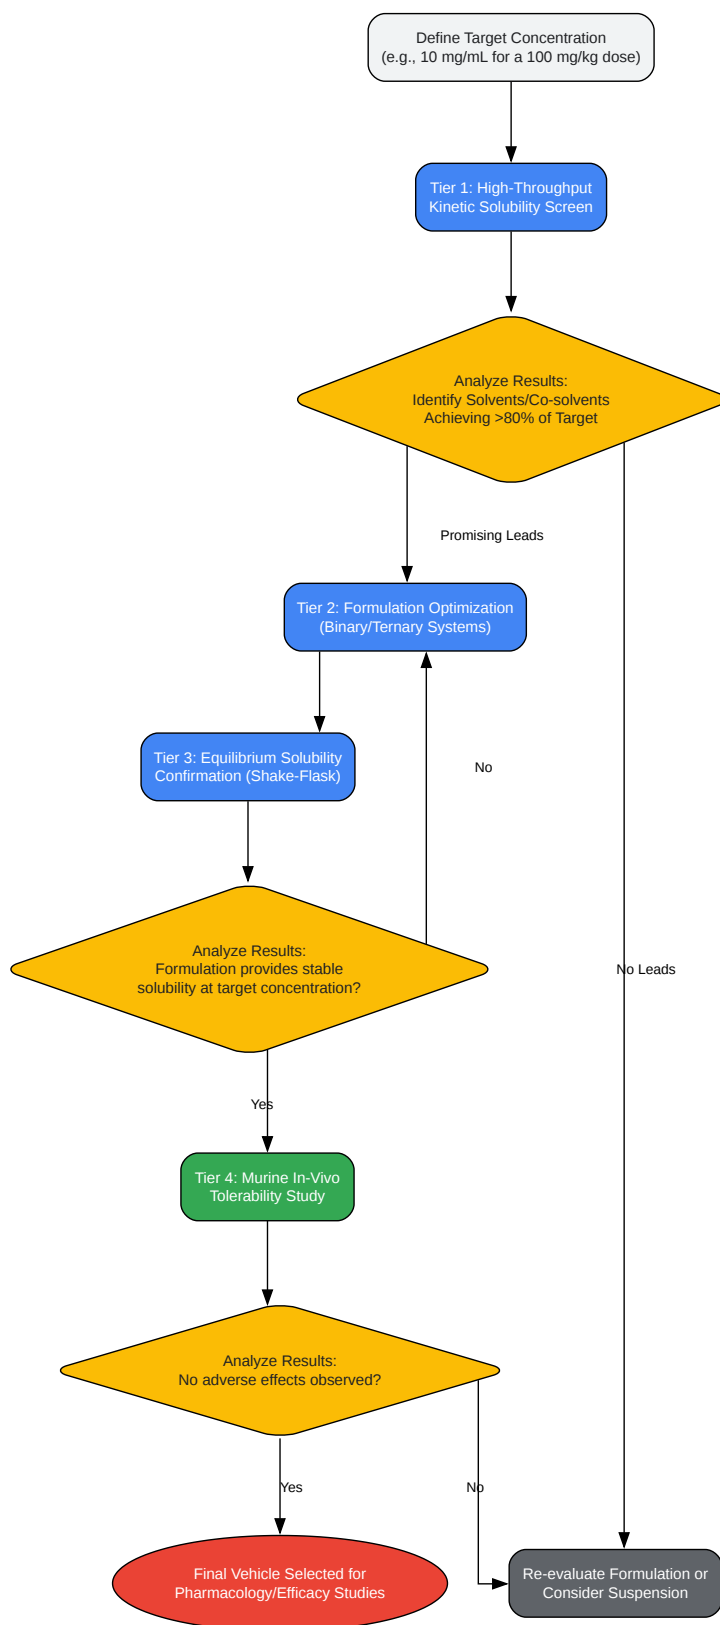 Define Target Concentration
(e.g., 10 mg/mL for a 100 mg/kg dose)
Tier 1: High-Throughput
Kinetic Solubility Screen
Analyze Results:
Identify Solvents/Co-solvents
Achieving >80% of Target
Promising Leads
Tier 2: Formulation Optimization
(Binary/Ternary Systems)
Tier 3: Equilibrium Solubility
Confirmation (Shake-Flask)
No
Analyze Results:
Formulation provides stable
solubility at target concentration?
No Leads
Yes
Tier 4: Murine In-Vivo
Tolerability Study
Analyze Results:
No adverse effects observed?
Yes
No
Final Vehicle Selected for
Pharmacology/Efficacy Studies
Re-evaluate Formulation or
Consider Suspension